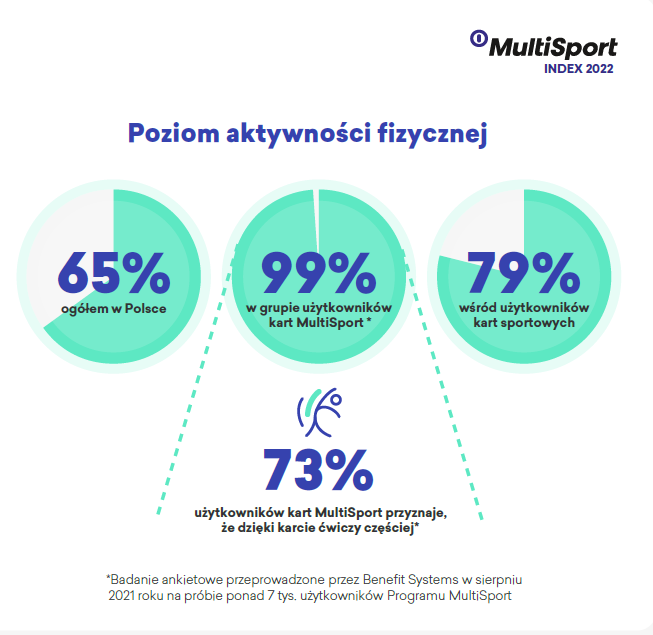 MultiSport
INDEX 2022
Poziom aktywności fizycznej
65%
ogółem w Polsce
99%
w grupie użytkowników
kart MultiSport *
79%
wśród użytkowników
kart sportowych
73%
użytkowników kart MultiSport przyznaje,
że dzięki karcie ćwiczy częściej*
*Badanie ankietowe przeprowadzone przez Benefit Systems w sierpniu
2021 roku na próbie ponad 7 tys. użytkowników Programu MultiSport